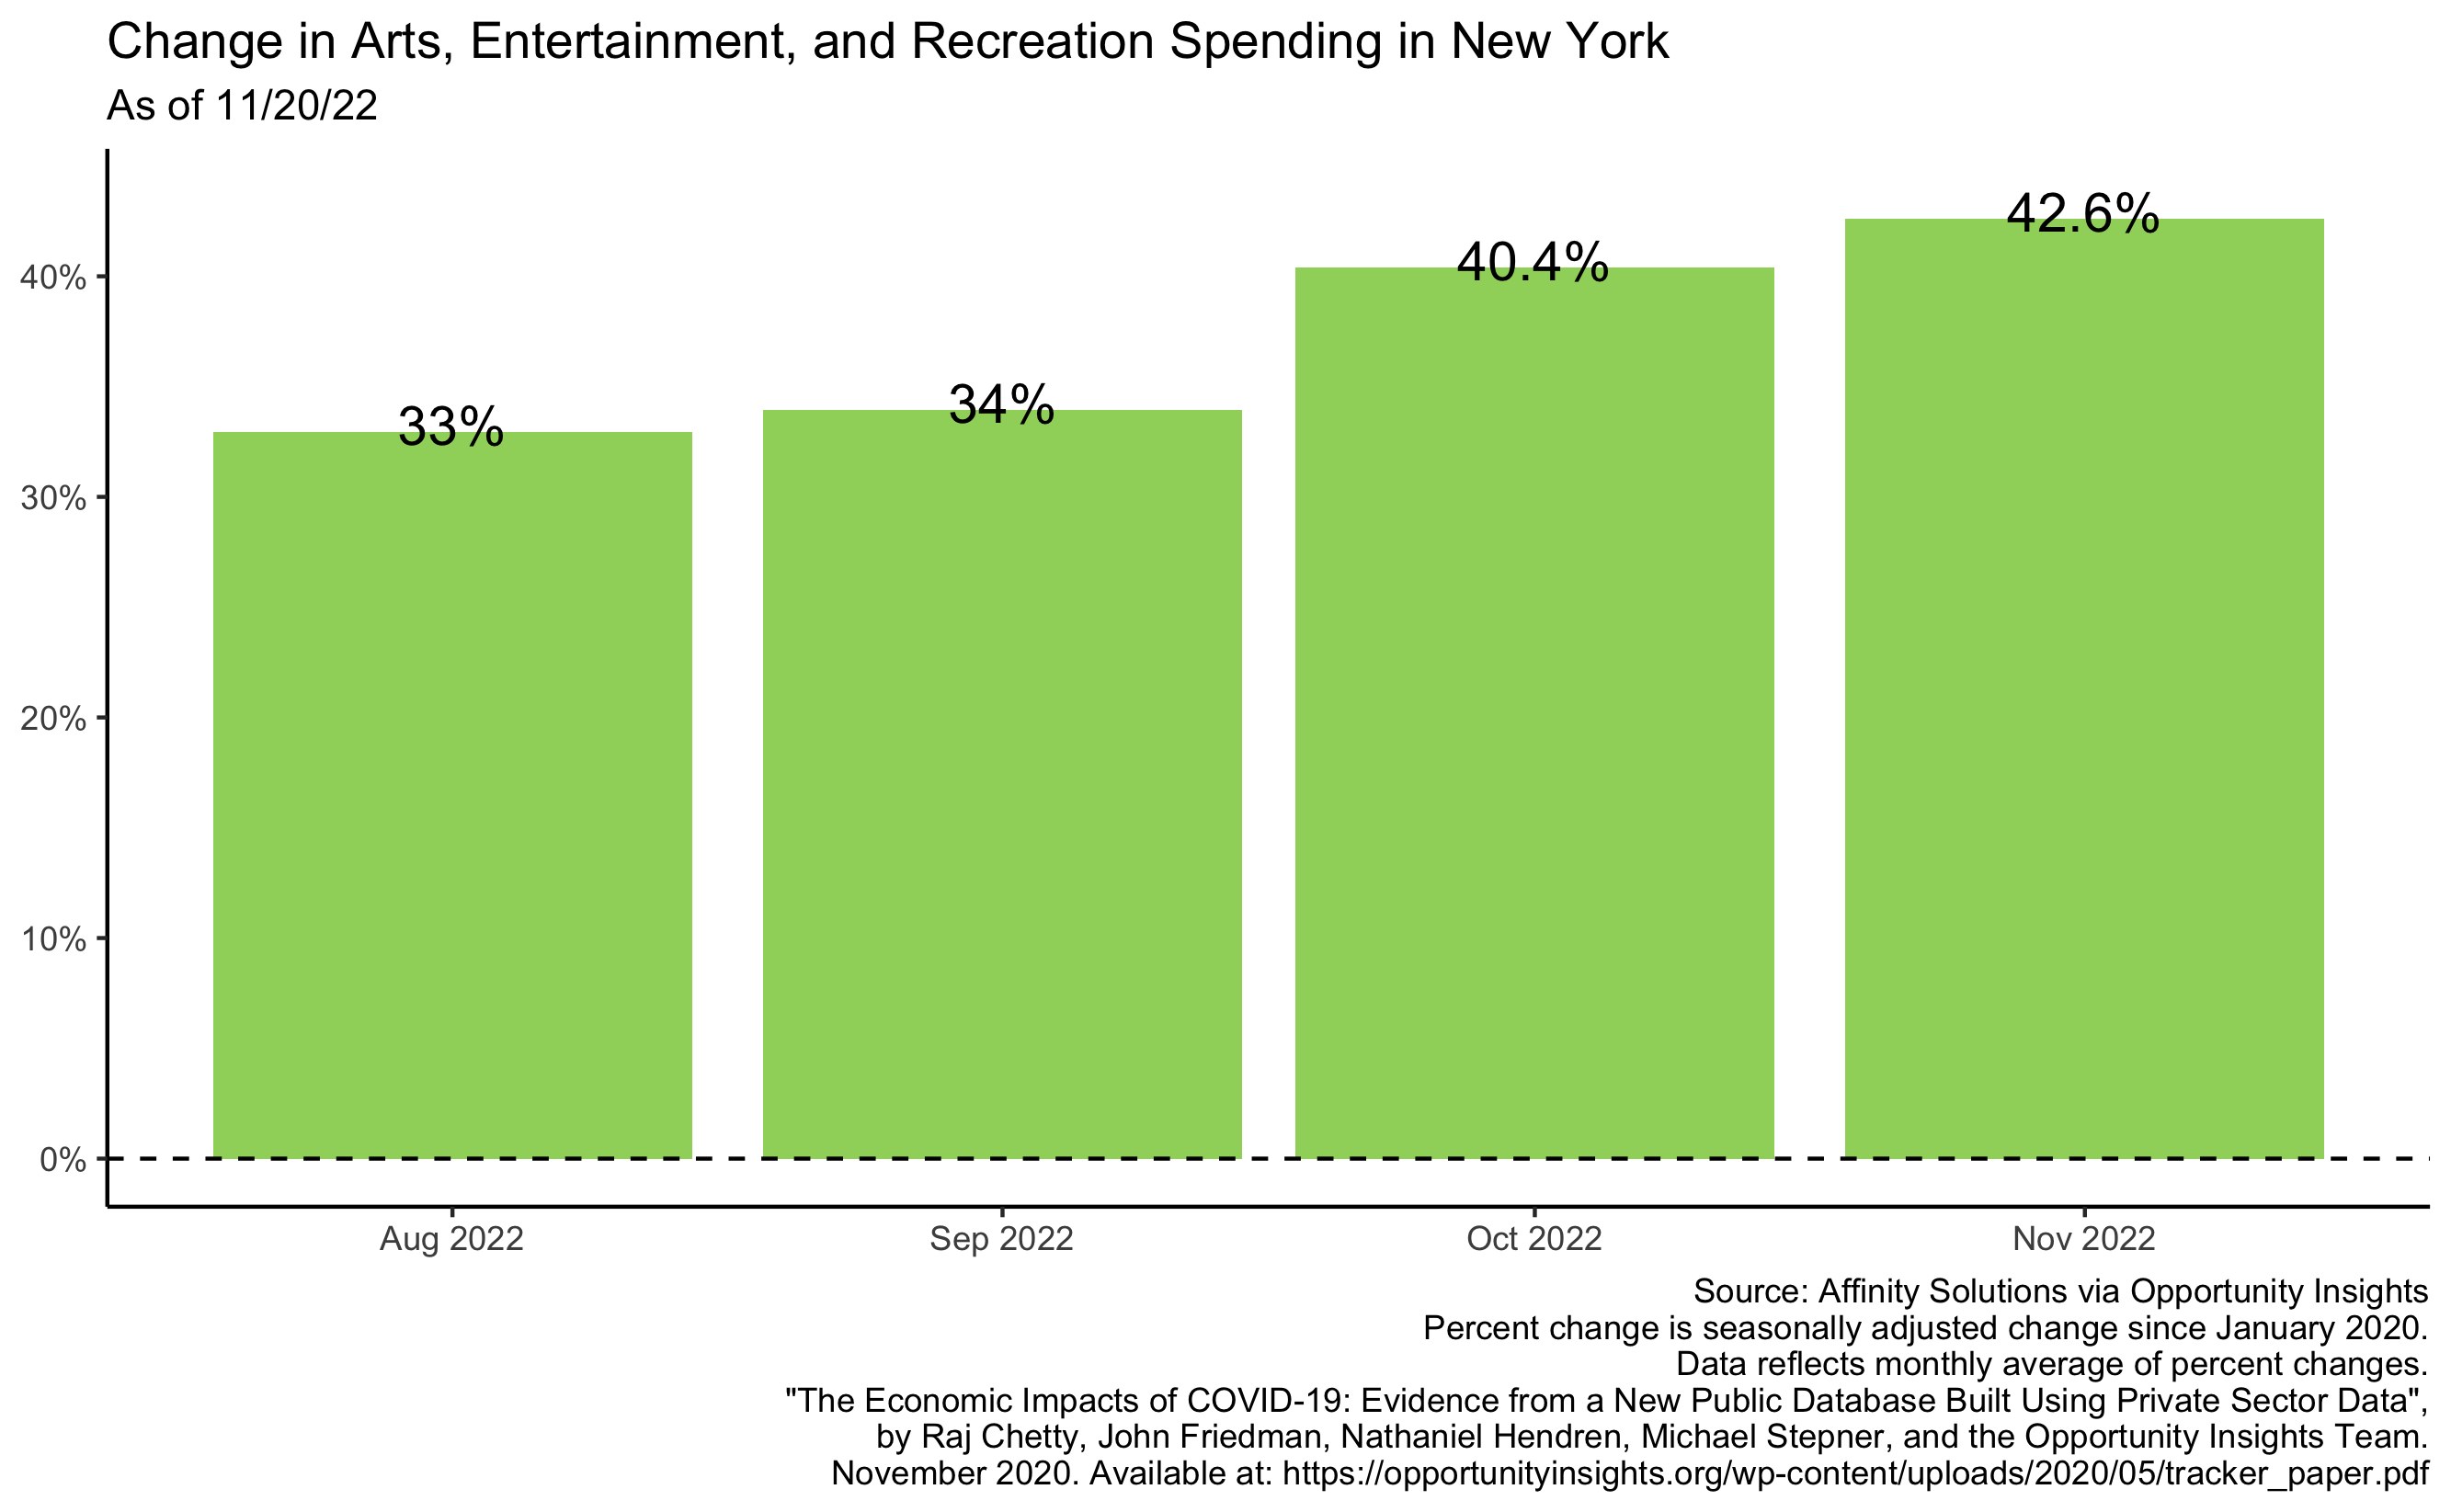 Change in Arts, Entertainment, and Recreation Spending in New York
As of 11/20/22
42.6%
40.4%
34%
33%
40%
30%
20%
10%
0%
Aug 2022
Sep 2022
Oct 2022
Nov 2022
Source: Affinity Solutions via Opportunity Insights
Percent change is seasonally adjusted change since January 2020.
Data reflects monthly average of percent changes.
"The Economic Impacts of COVID-19: Evidence from a New Public Database Built Using Private Sector Data",
by Raj Chetty, John Friedman, Nathaniel Hendren, Michael Stepner, and the Opportunity Insights Team.
November 2020. Available at: https://opportunityinsights.org/wp-content/uploads/2020/05/tracker_paper.pdf